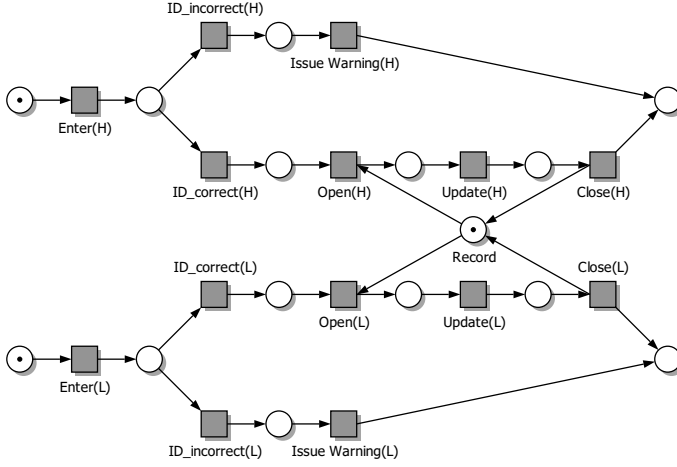 ID_incorrect(H)
Issue Warning(H)
Enter(H)
ID_correct(H)
Open(H)
Update(H)
Close(H)
Record
ID_correct(L)
Close(L)
Open(L)
Update(L)
Enter(L)
ID_incorrect(L)
Issue Warning(L)